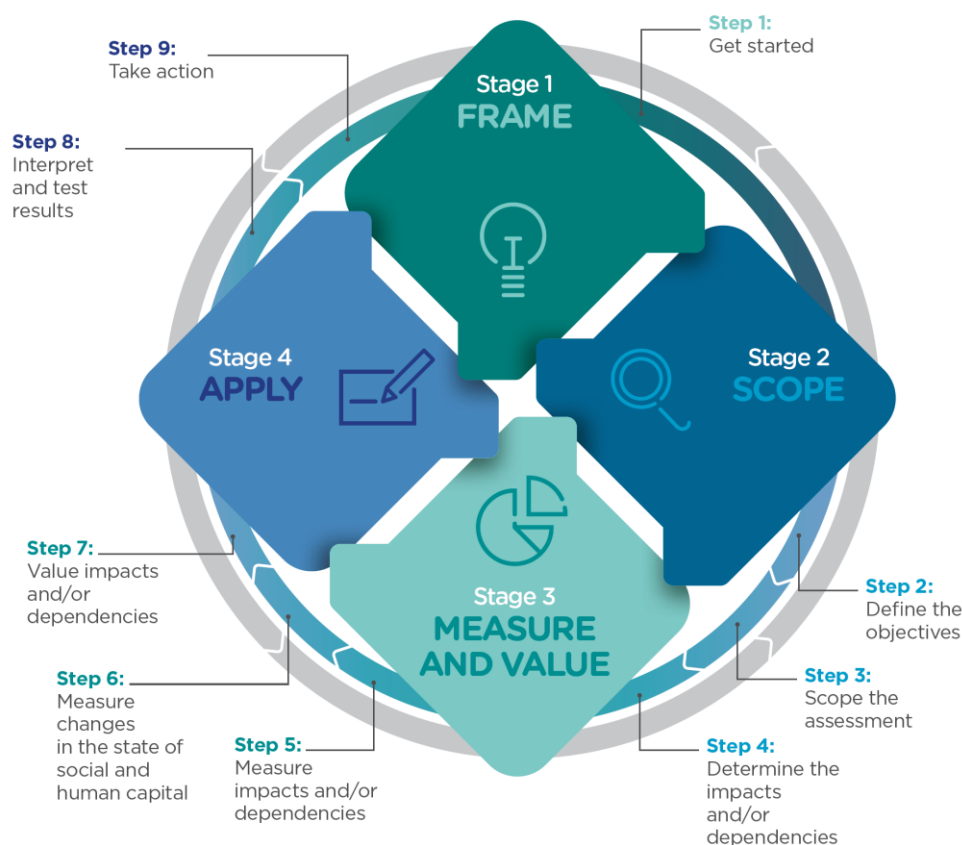 Step 1:
Get started
Stage 1
FRAME
Stage 2
SCOPE
Step 2:
Define the
objectives
Step 3:
Scope the
assessment
Step 4:
Determine the
impacts
and/or
dependencies
Stage 3
MEASURE
AND VALUE
Step 5:
Measure
impacts and/or
dependencies
Step 6:
Measure
changes
in the state of
social and
human capital
Step 7:
Value impacts
and/or
dependencies
Stage 4
APPLY
Step 8:
Interpret
and test
results
Step 9:
Take action